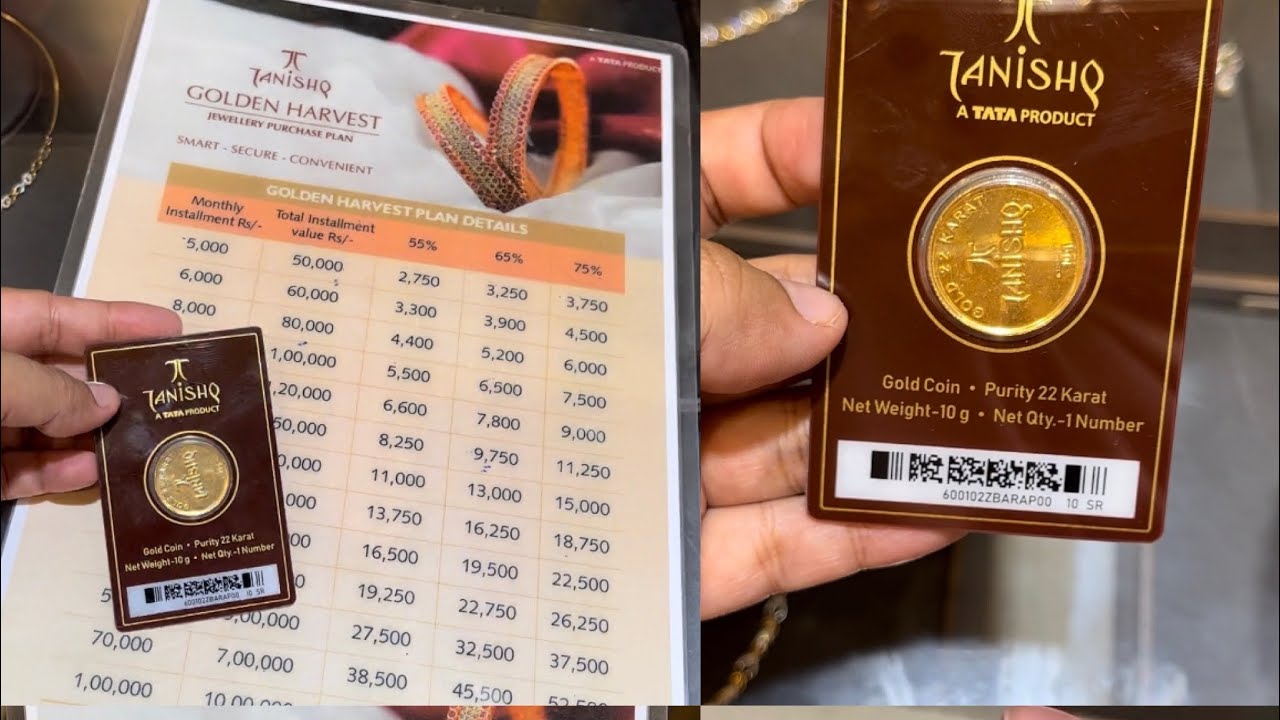 TANISHQ
A TATA PRODUCT
GOLDEN HARVEST
JEWELLERY PURCHASE PLAN
SMART - SECURE - CONVENIENT
GOLDEN HARVEST PLAN DETAILS
Monthly Installment Rs/- Total Installment value Rs/- 55% 65% 75%
5,000 50,000 2,750 3,250 3,750
6,000 60,000 3,300 3,900 4,500
8,000 80,000 4,400 5,200 6,000
1,00,000 5,500 6,500 7,500
6,600 7,800 9,000
8,250 9,750 11,250
11,000 13,000 15,000
13,750 16,250 18,750
16,500 19,500 22,500
19,250 22,750 26,250
27,500 32,500 37,500
70,000 7,00,000 38,500 45,500
1,00,000
TANISHQ
A TATA PRODUCT
Gold Coin • Purity 22 Karat
Net Weight-10 g • Net Qty.-1 Number
600102ZBARAP00 10 SR
TANISHQ
A TATA PRODUCT
GOLD 22 KARAT
TANISHQ
Gold Coin • Purity 22 Karat
Net Weight-10 g • Net Qty.-1 Number
600102ZBARAP00 10 SR